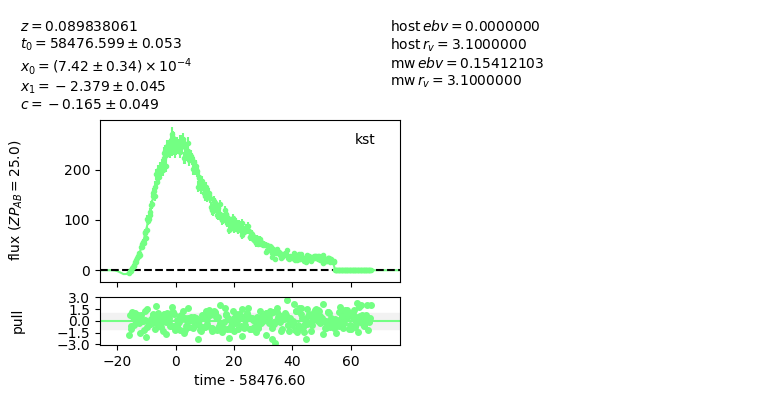 z = 0.089838061
t₀ = 58476.599 ± 0.053
x₀ = (7.42 ± 0.34) × 10⁻⁴
x₁ = −2.379 ± 0.045
c = −0.165 ± 0.049
host ebv = 0.0000000
host r_v = 3.1000000
mw ebv = 0.15412103
mw r_v = 3.1000000
kst
flux (ZP_AB = 25.0)
200
100
0
pull
3.0
1.5
0.0
−1.5
−3.0
−20 0 20 40 60
time - 58476.60